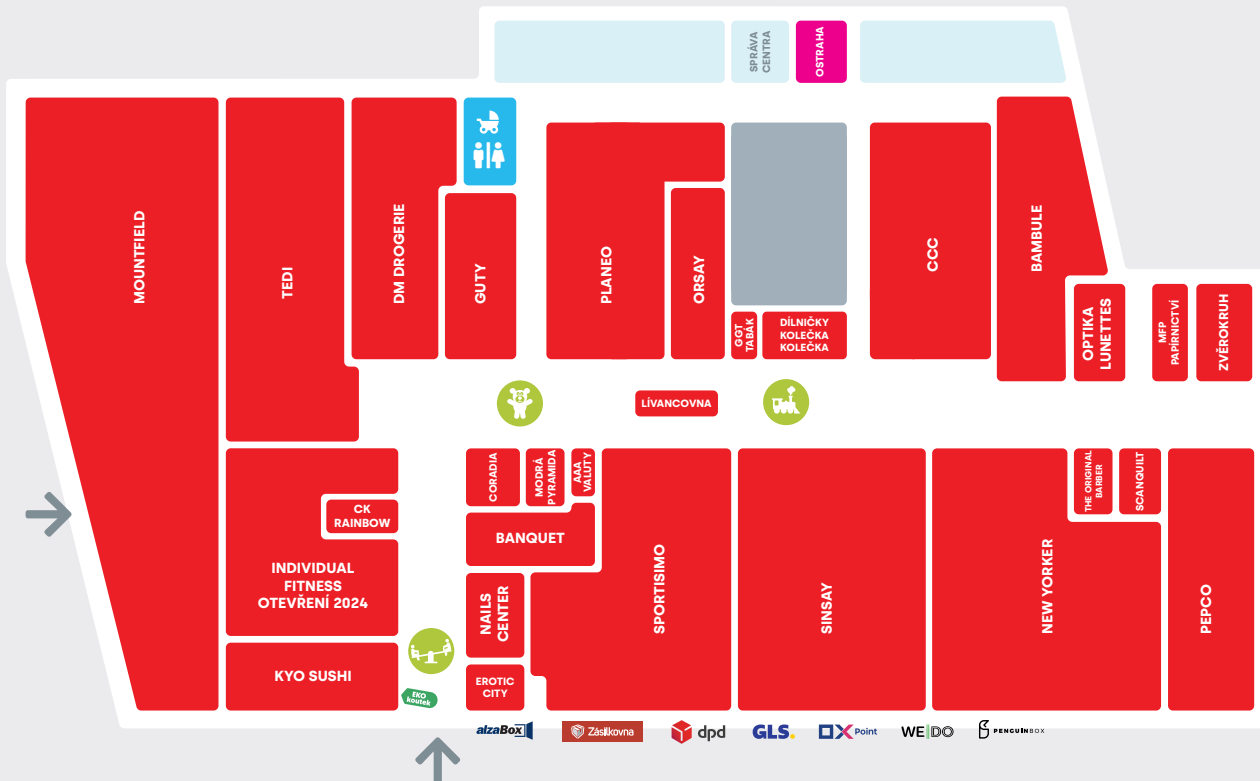 SPRÁVA
CENTRA
OSTRAHA
MOUNTFIELD
TEDI
DM DROGERIE
GUTY
PLANEO
ORSAY
GGT
TABÁK
DÍLNIČKY
KOLEČKA
KOLEČKA
CCC
BAMBULE
OPTIKA
LUNETTES
MFP
PAPÍRNICTVÍ
ZVĚROKRUH
LÍVANCOVNA
CK
RAINBOW
INDIVIDUAL
FITNESS
OTEVŘENÍ 2024
KYO SUSHI
EKO
koutek
CORADIA
MODRÁ
PYRAMIDA
AAA
VALUTY
BANQUET
NAILS
CENTER
EROTIC
CITY
SPORTISIMO
SINSAY
NEW YORKER
THE ORIGINAL
BARBER
SCANQUILT
PEPCO
alzaBox
Zásilkovna
dpd
GLS.
OX Point
WE|DO
PENGUINBOX